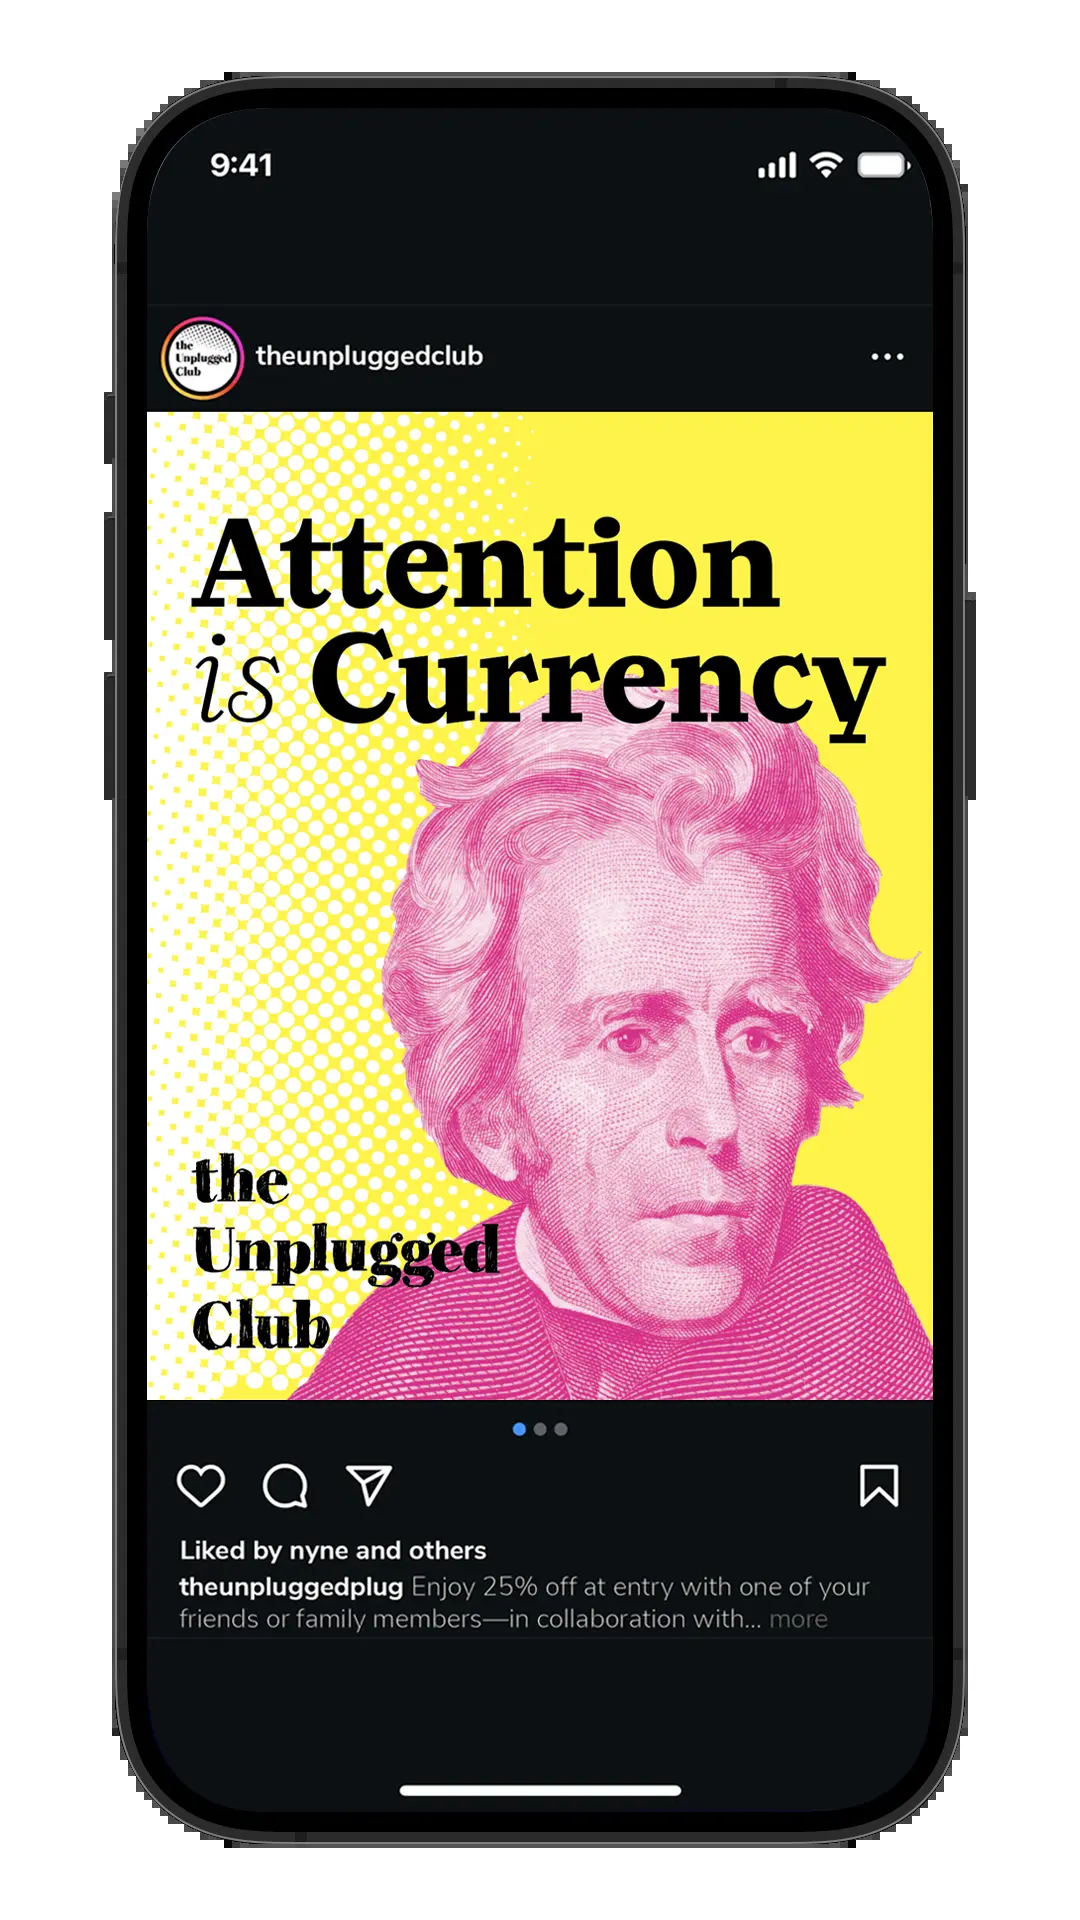 9:41
the
Unplugged
Club
theunpluggedclub
Attention
is Currency
the
Unplugged
Club
Liked by nyne and others
theunpluggedplug Enjoy 25% off at entry with one of your
friends or family members—in collaboration with... more